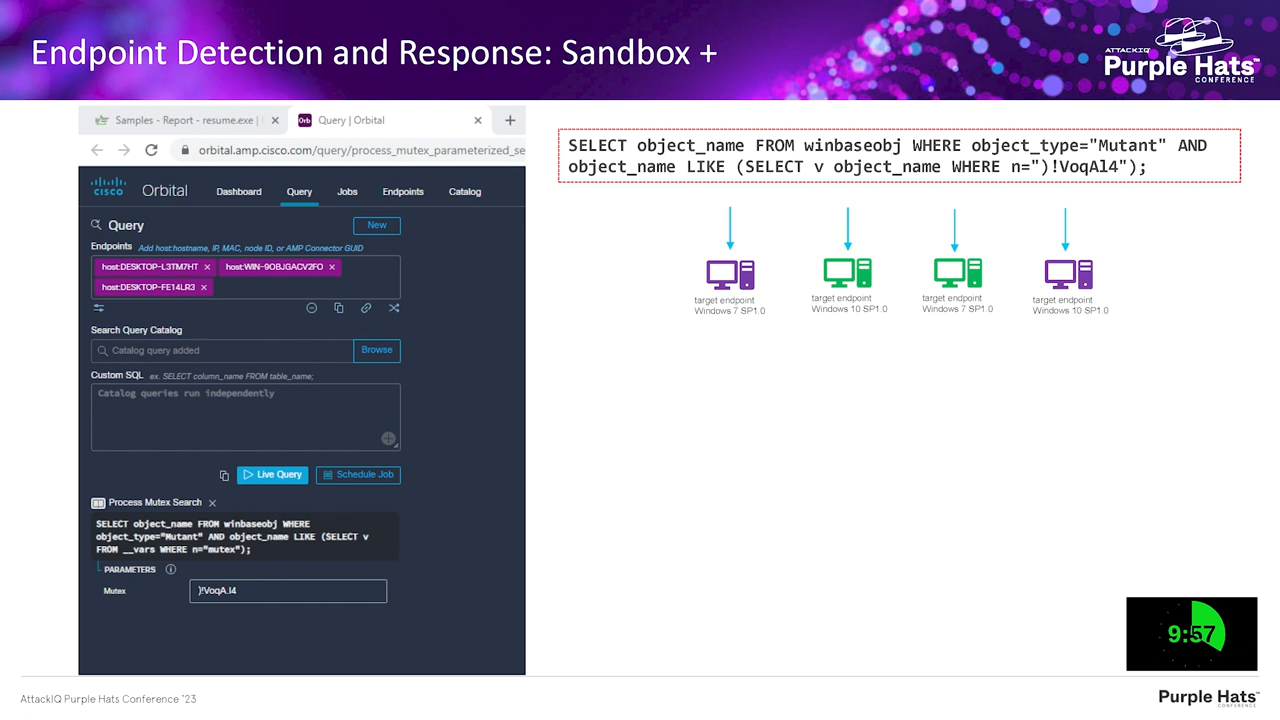 Endpoint Detection and Response: Sandbox +
ATTACKIQ
Purple Hats™
CONFERENCE
Samples - Report - resume.exe |
Orb
Query | Orbital
orbital.amp.cisco.com/query/process_mutex_parameterized_se
SELECT object_name FROM winbaseobj WHERE object_type="Mutant" AND
object_name LIKE (SELECT v object_name WHERE n=")!VoqAl4");
CISCO
Orbital
Dashboard
Query
Jobs
Endpoints
Catalog
Query
New
Endpoints Add host:hostname, IP, MAC, node ID, or AMP Connector GUID
host:DESKTOP-L3TM7HT ×
host:WIN-9OBJGACV2FO ×
host:DESKTOP-FE14LR3 ×
Search Query Catalog
Catalog query added
Browse
Custom SQL ex. SELECT column_name FROM table_name;
Catalog queries run independently
Live Query
Schedule Job
Process Mutex Search ×
SELECT object_name FROM winbaseobj WHERE
object_type="Mutant" AND object_name LIKE (SELECT v
FROM __vars WHERE n="mutex");
PARAMETERS
Mutex
)!VoqA.I4
target endpoint
Windows 7 SP1.0
target endpoint
Windows 10 SP1.0
target endpoint
Windows 7 SP1.0
target endpoint
Windows 10 SP1.0
9:57
AttackIQ Purple Hats Conference '23
Purple Hats™
CONFERENCE